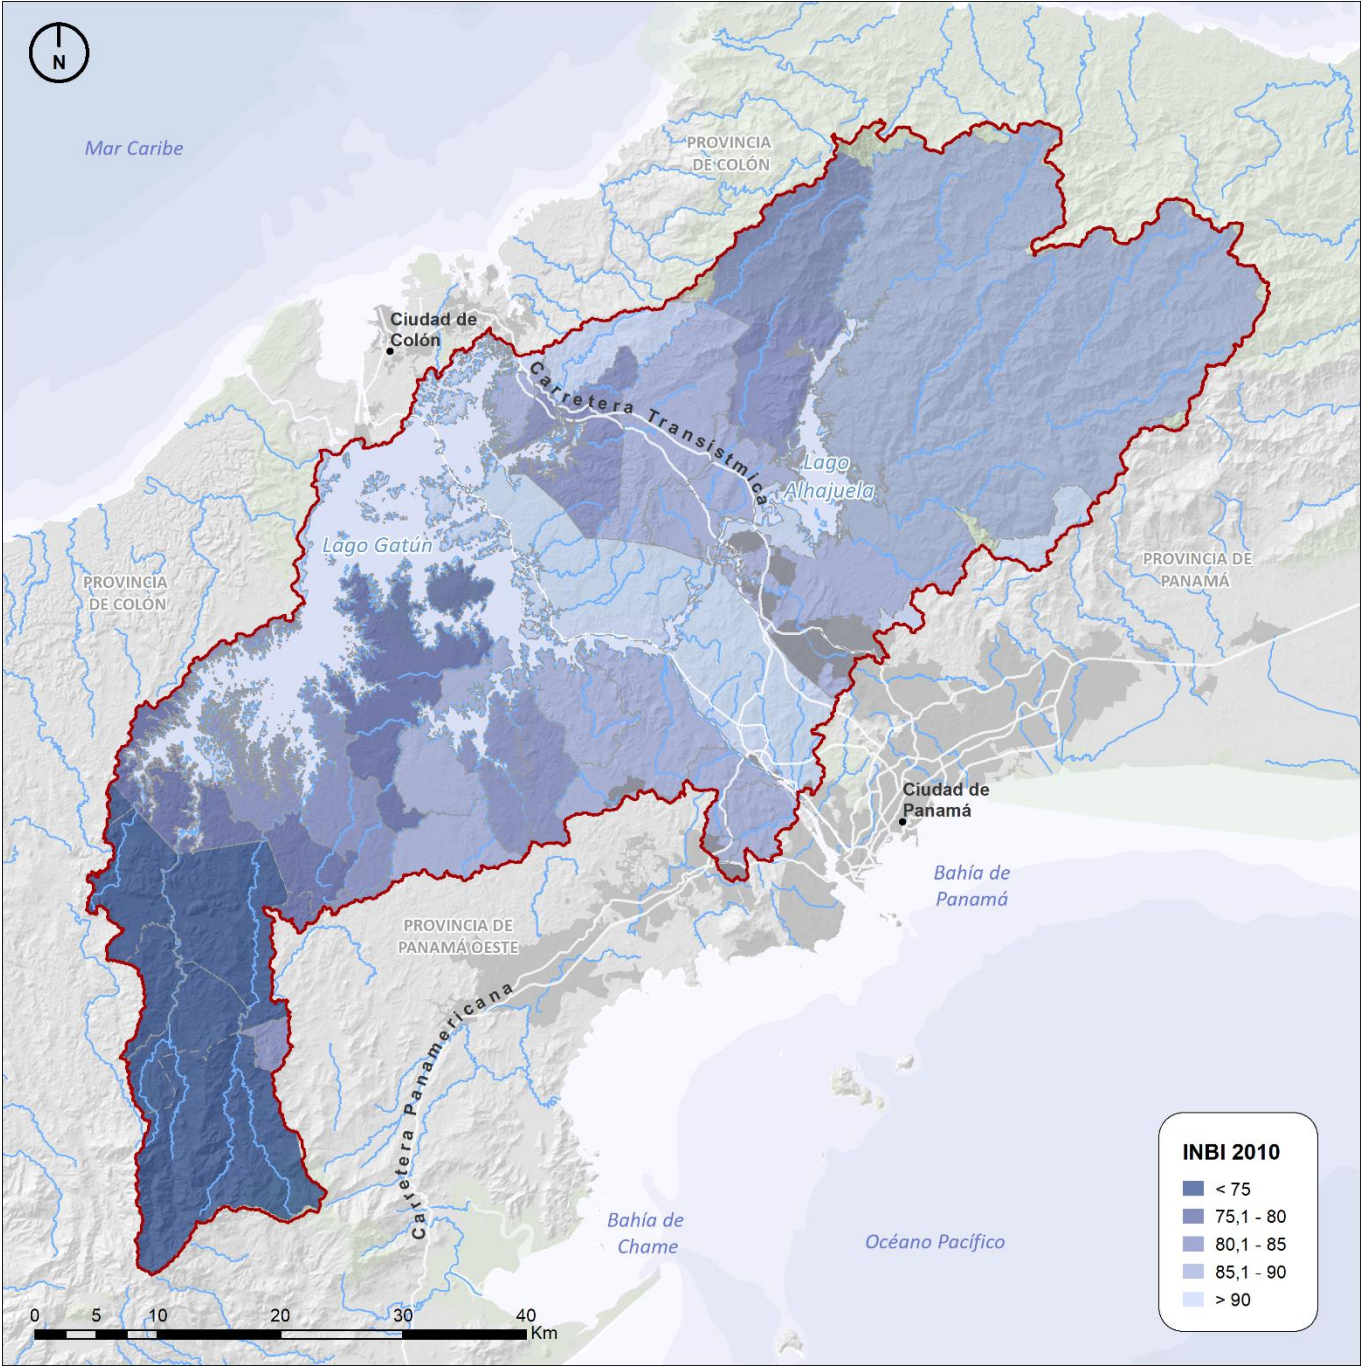 N
Mar Caribe
PROVINCIA
DE COLÓN
Ciudad de
Colón
Carretera Transístmica
Lago
Alhajuela
Lago Gatún
PROVINCIA
DE COLÓN
PROVINCIA DE
PANAMÁ
Ciudad de
Panamá
Bahía de
Panamá
PROVINCIA DE
PANAMÁ OESTE
Carretera Panamericana
Bahía de
Chame
Océano Pacífico
INBI 2010
< 75
75,1 - 80
80,1 - 85
85,1 - 90
> 90
0 5 10 20 30 40
Km